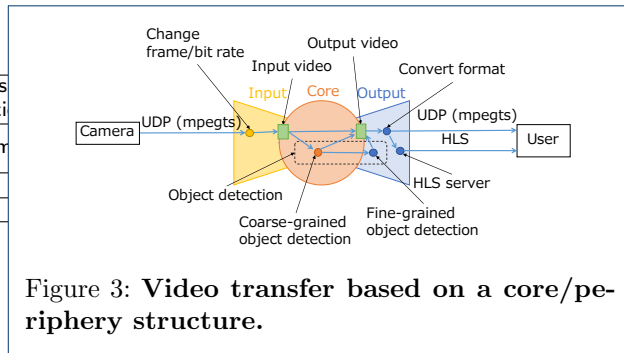 Change
frame/bit rate
Output video
Input video
Convert format
Input
Core
Output
UDP (mpegts)
UDP (mpegts)
Camera
HLS
User
Object detection
HLS server
Coarse-grained
object detection
Fine-grained
object detection
Figure 3: Video transfer based on a core/pe-
riphery structure.